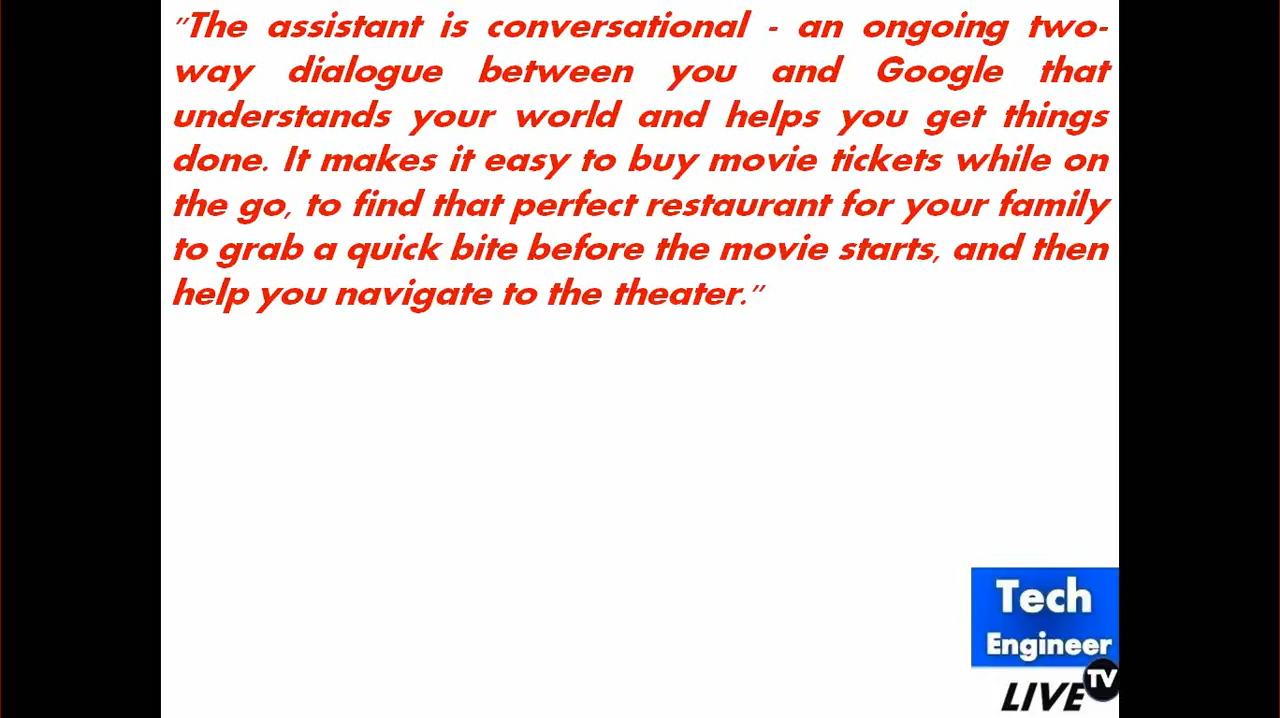 "The assistant is conversational - an ongoing two-
way dialogue between you and Google that
understands your world and helps you get things
done. It makes it easy to buy movie tickets while on
the go, to find that perfect restaurant for your family
to grab a quick bite before the movie starts, and then
help you navigate to the theater."
Tech
Engineer
LIVE TV